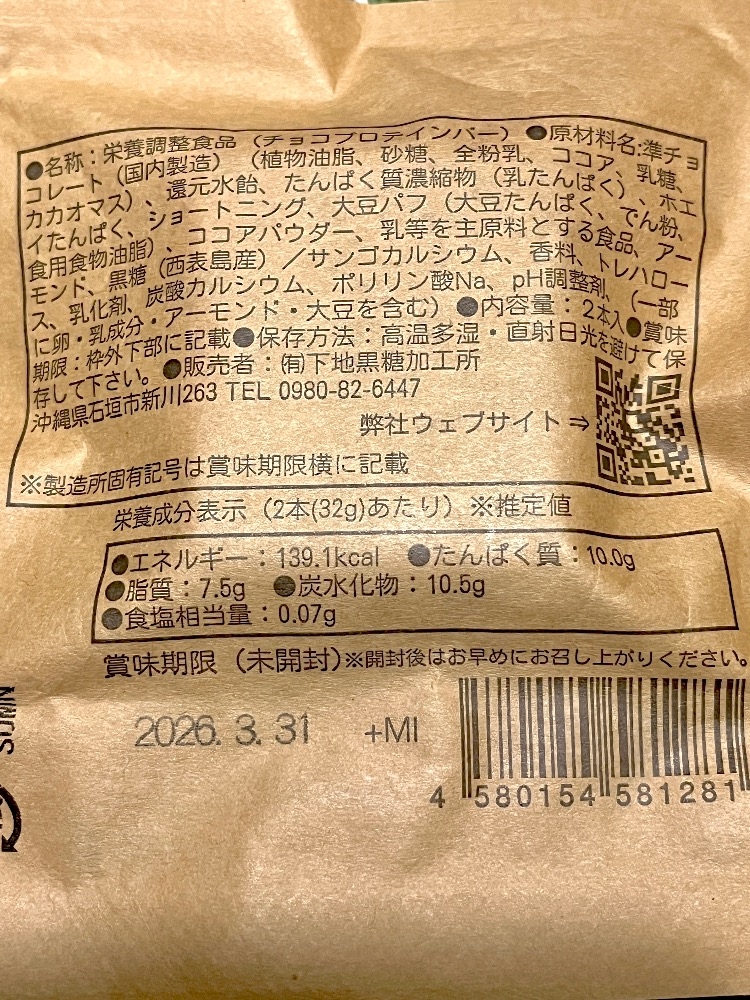 ●名称：栄養調整食品（チョコプロテインバー）●原材料名:準チョ
コレート（国内製造）（植物油脂、砂糖、全粉乳、ココア、乳糖、
カカオマス）、還元水飴、たんぱく質濃縮物（乳たんぱく）、ホエ
イたんぱく、ショートニング、大豆パフ（大豆たんぱく、でん粉、
食用食物油脂）、ココアパウダー、乳等を主原料とする食品、アー
モンド、黒糖（西表島産）／サンゴカルシウム、香料、トレハロー
ス、乳化剤、炭酸カルシウム、ポリリン酸Na、pH調整剤、（一部
に卵・乳成分・アーモンド・大豆を含む）●内容量：２本入●賞味
期限：枠外下部に記載●保存方法：高温多湿・直射日光を避けて保
存して下さい。●販売者：㈲下地黒糖加工所
沖縄県石垣市新川263 TEL 0980-82-6447
弊社ウェブサイト⇒
※製造所固有記号は賞味期限横に記載
栄養成分表示（2本(32g)あたり）※推定値
●エネルギー：139.1kcal ●たんぱく質：10.0g
●脂質：7.5g ●炭水化物：10.5g
●食塩相当量：0.07g
賞味期限（未開封)※開封後はお早めにお召し上がりください。
2026. 3. 31 +MI
4 580154 581281